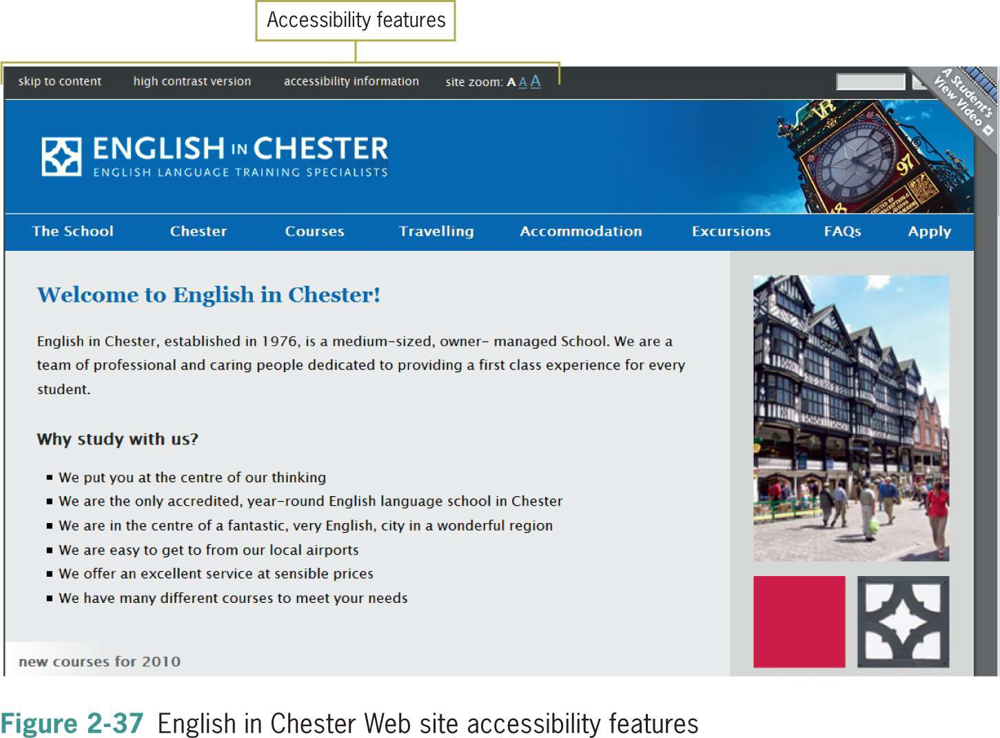 Accessibility features
skip to content high contrast version accessibility information site zoom: A A A
A Student's
View Video
VR
97
ENGLISH IN CHESTER
ENGLISH LANGUAGE TRAINING SPECIALISTS
The School Chester Courses Travelling Accommodation Excursions FAQs Apply
Welcome to English in Chester!
English in Chester, established in 1976, is a medium-sized, owner- managed School. We are a
team of professional and caring people dedicated to providing a first class experience for every
student.
Why study with us?
We put you at the centre of our thinking
We are the only accredited, year-round English language school in Chester
We are in the centre of a fantastic, very English, city in a wonderful region
We are easy to get to from our local airports
We offer an excellent service at sensible prices
We have many different courses to meet your needs
new courses for 2010
Figure 2-37 English in Chester Web site accessibility features